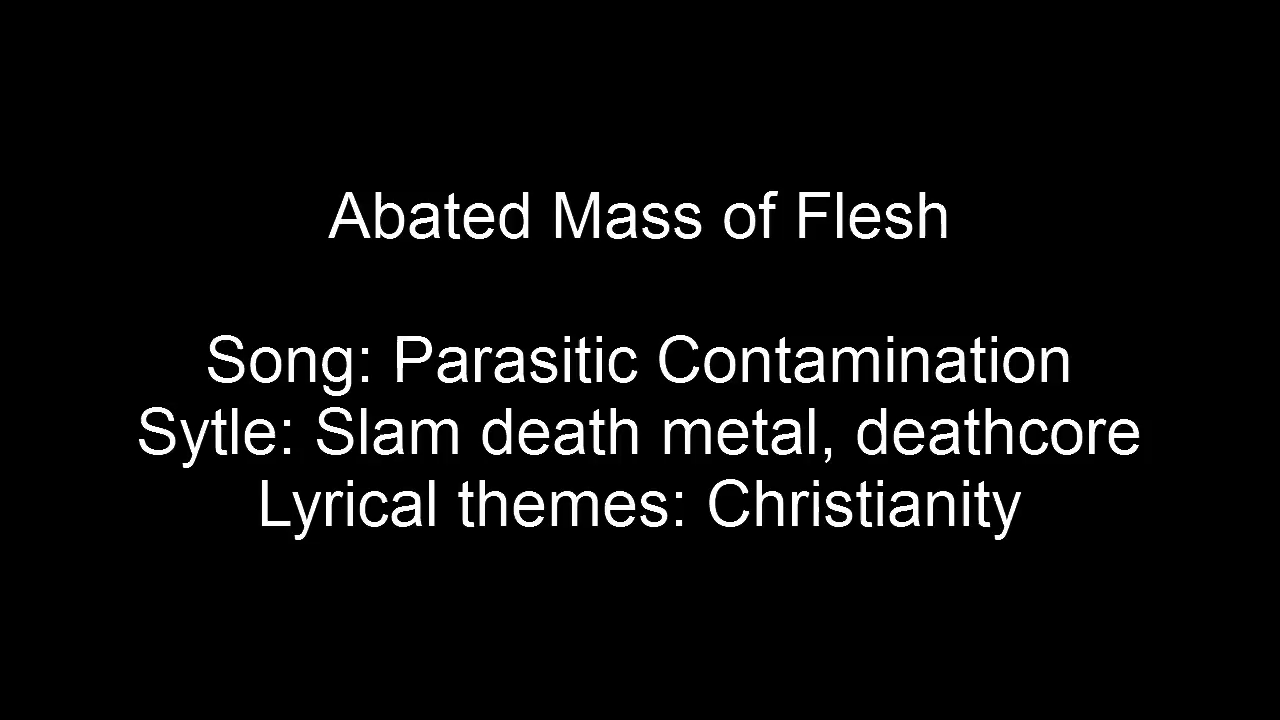 Abated Mass of Flesh
Song: Parasitic Contamination
Sytle: Slam death metal, deathcore
Lyrical themes: Christianity